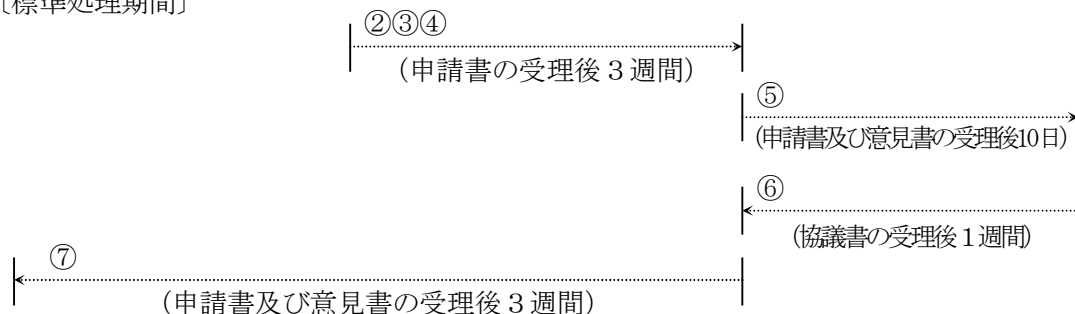 〔標準処理期間〕
②③④
(申請書の受理後3週間)
⑤
(申請書及び意見書の受理後10日)
⑥
(協議書の受理後1週間)
⑦
(申請書及び意見書の受理後3週間)